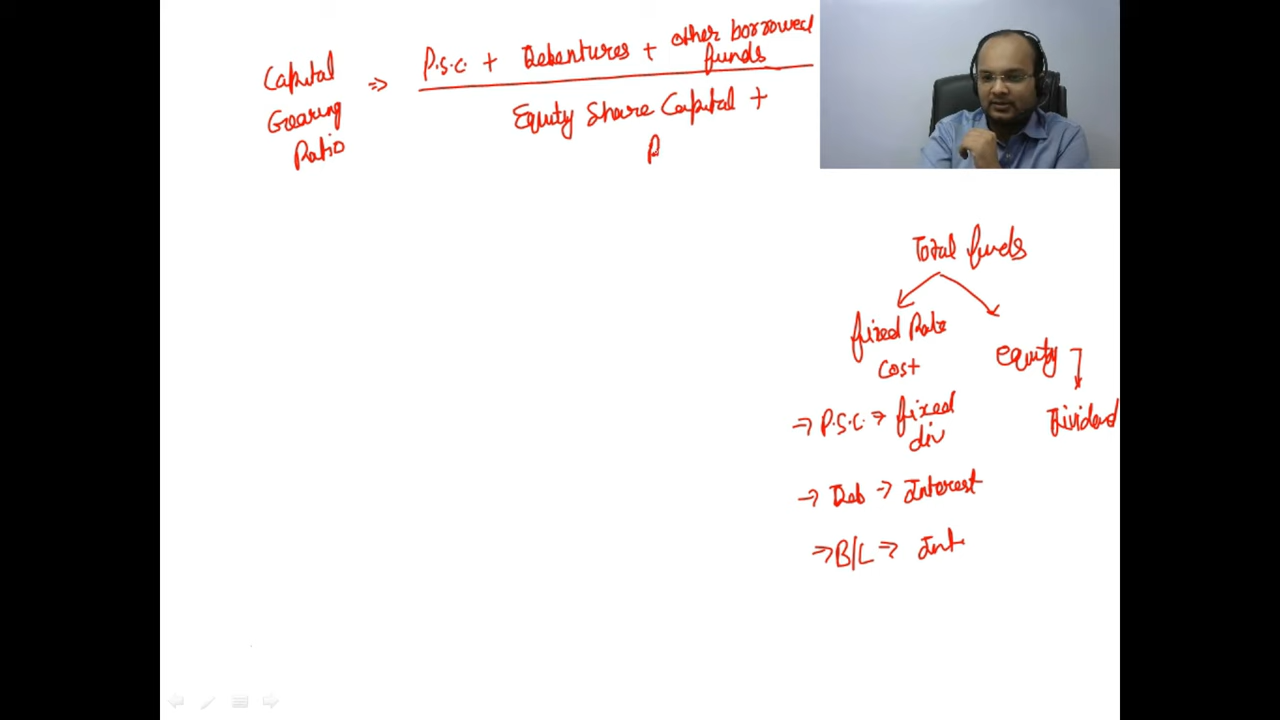 Capital Gearing Ratio ⇒ P.S.C. + Debentures + other borrowed funds
Equity Share Capital +
R
Total funds
fixed Rate cost
equity
Dividend
⇒ P.S.C. ⇒ fixed div
⇒ Deb ⇒ Interest
⇒ B/L ⇒ Int